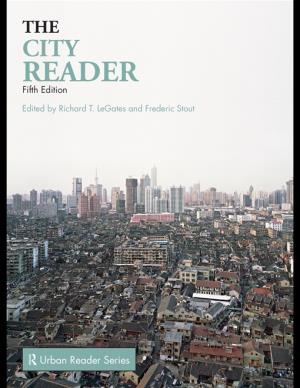 THE
CITY
READER
Fifth Edition
Edited by Richard T. LeGates and Frederic Stout
R Urban Reader Series